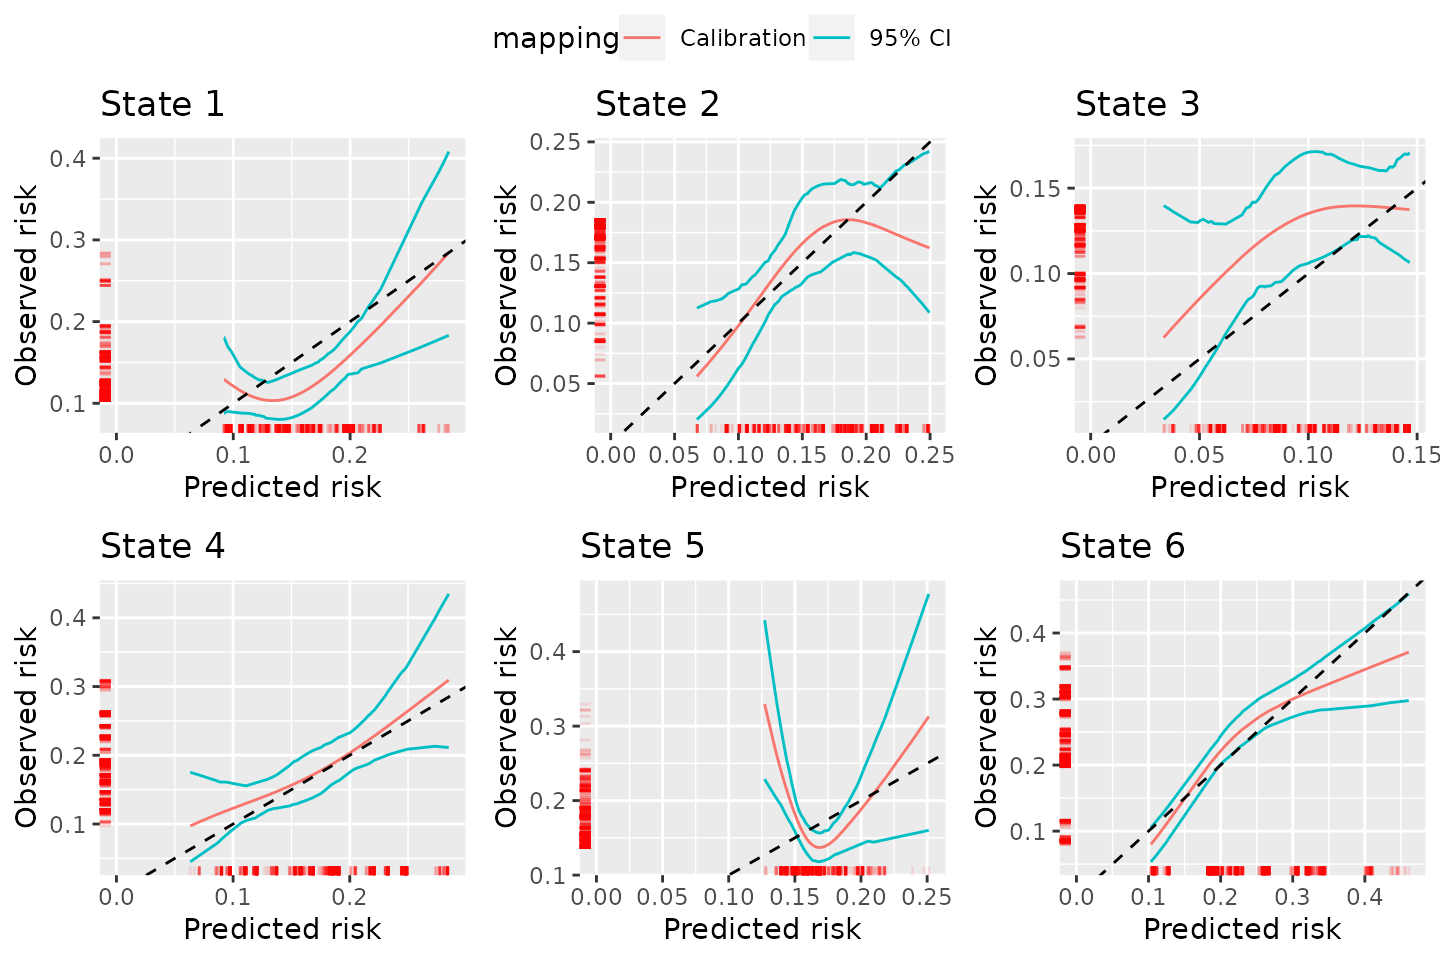 mapping Calibration 95% CI
State 1
Observed risk
0.4
0.3
0.2
0.1
0.0 0.1 0.2
Predicted risk
State 2
Observed risk
0.25
0.20
0.15
0.10
0.05
0.00 0.05 0.10 0.15 0.20 0.25
Predicted risk
State 3
Observed risk
0.15
0.10
0.05
0.00 0.05 0.10 0.15
Predicted risk
State 4
Observed risk
0.4
0.3
0.2
0.1
0.0 0.1 0.2
Predicted risk
State 5
Observed risk
0.4
0.3
0.2
0.1
0.00 0.05 0.10 0.15 0.20 0.25
Predicted risk
State 6
Observed risk
0.4
0.3
0.2
0.1
0.0 0.1 0.2 0.3 0.4
Predicted risk